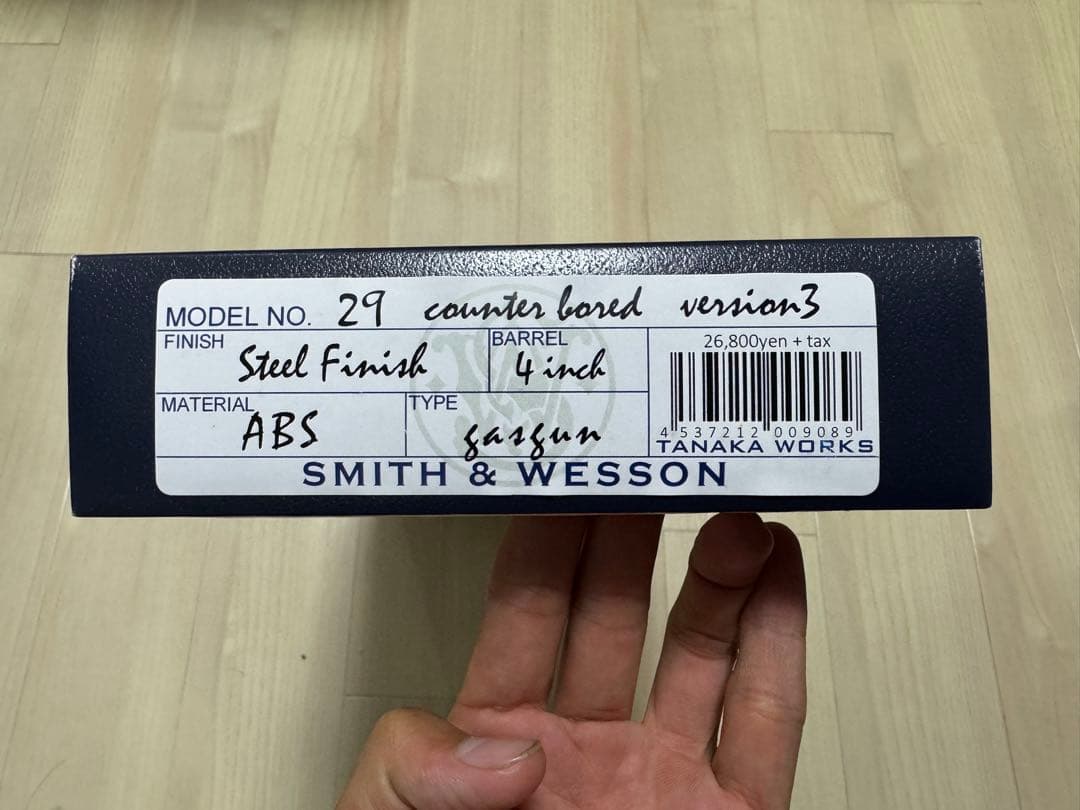 MODEL NO. 29 counter bored version3
FINISH Steel Finish
BARREL 4 inch
26,800yen + tax
MATERIAL ABS
TYPE gasgun
4 537212 009089
TANAKA WORKS
SMITH & WESSON